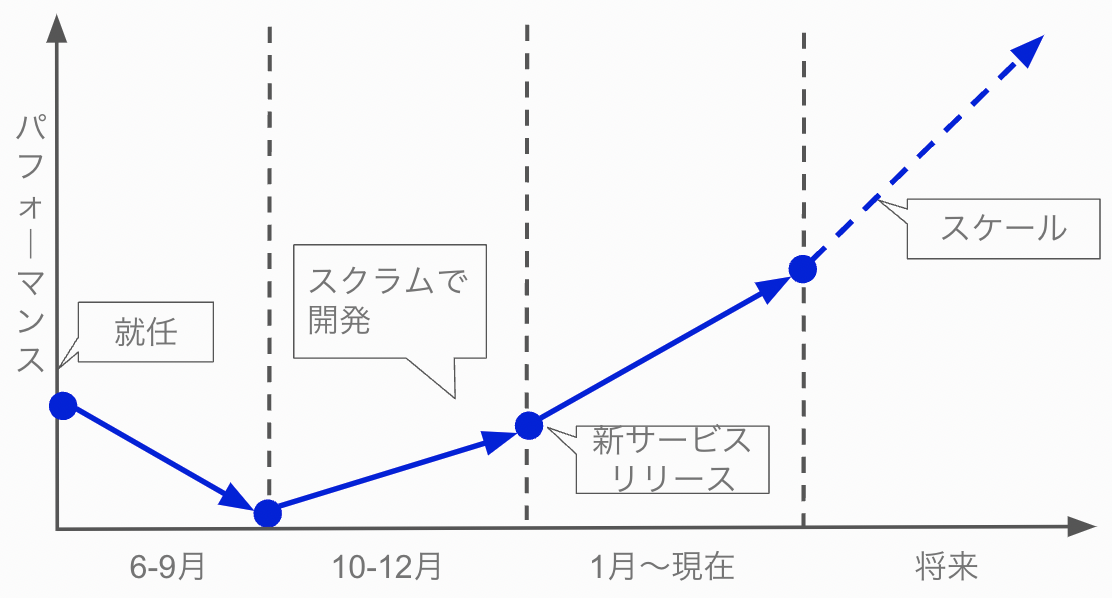 パフォーマンス
就任
スクラムで
開発
新サービス
リリース
スケール
6-9月
10-12月
1月〜現在
将来